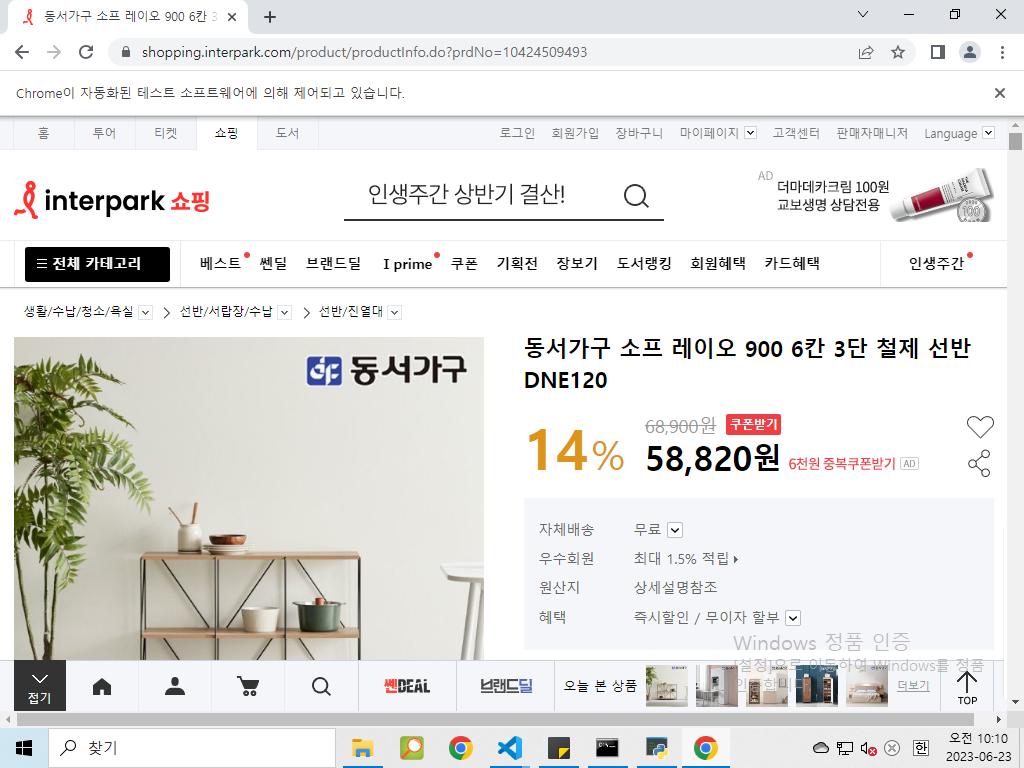 동서가구 소프 레이오 900 6칸 3
shopping.interpark.com/product/productInfo.do?prdNo=10424509493
Chrome이 자동화된 테스트 소프트웨어에 의해 제어되고 있습니다.
홈 투어 티켓 쇼핑 도서 로그인 회원가입 장바구니 마이페이지 고객센터 판매자매니저 Language
interpark 쇼핑
인생주간 상반기 결산!
AD
더마데카크림 100원
교보생명 상담전용
100
전체 카테고리 베스트 쎈딜 브랜드딜 I prime 쿠폰 기획전 장보기 도서랭킹 회원혜택 카드혜택 인생주간
생활/수납/청소/욕실 선반/서랍장/수납 선반/진열대
동서가구
동서가구 소프 레이오 900 6칸 3단 철제 선반
DNE120
14%
68,900원 쿠폰받기
58,820원 6천원 중복쿠폰받기 AD
자체배송 무료
우수회원 최대 1.5% 적립
원산지 상세설명참조
혜택 즉시할인 / 무이자 할부
Windows 정품 인증
[설정]으로 이동하여 Windows를 정품
접기
쎈DEAL
브랜드딜
오늘 본 상품
더보기
TOP
찾기
한
오전 10:10
2023-06-23